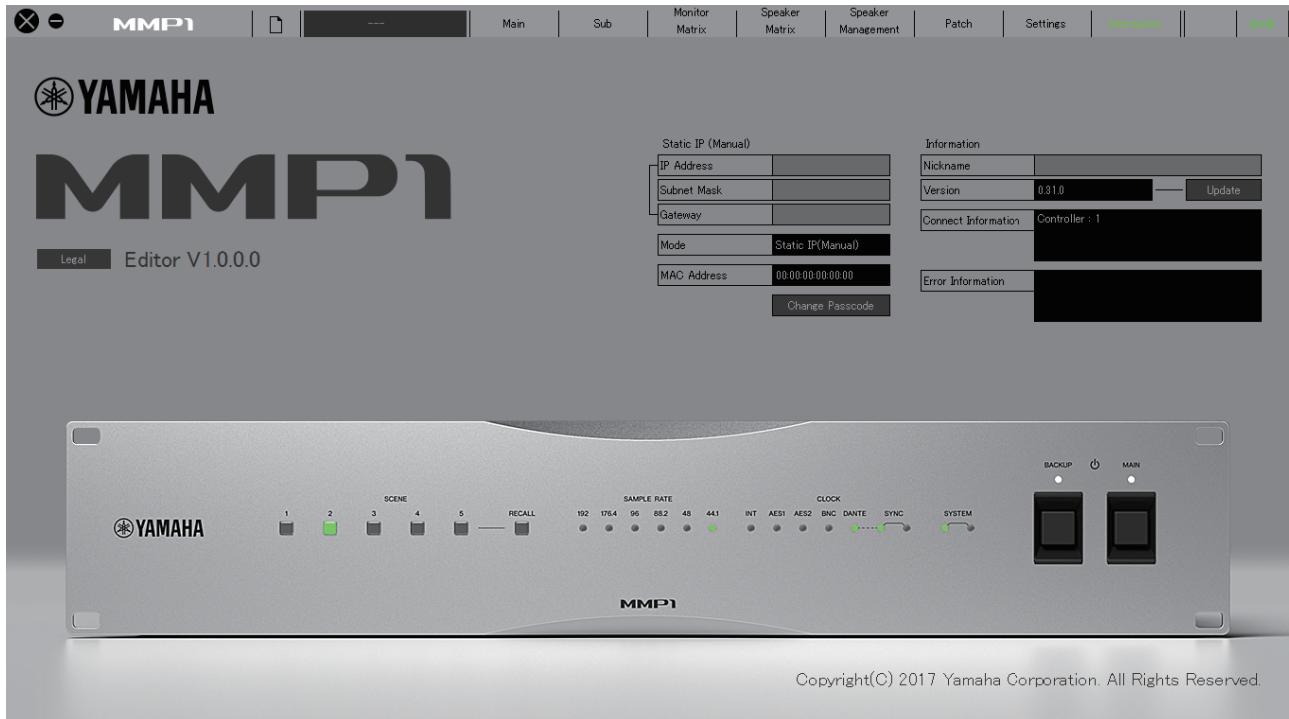 MMP1
---
Main
Sub
Monitor
Matrix
Speaker
Matrix
Speaker
Management
Patch
Settings
YAMAHA
MMP1
Legal
Editor V1.0.0.0
Static IP (Manual)
IP Address
Subnet Mask
Gateway
Mode
Static IP(Manual)
MAC Address
00:00:00:00:00:00
Change Passcode
Information
Nickname
Version
0.31.0
Update
Connect Information
Controller : 1
Error Information
BACKUP
MAIN
SCENE
1 2 3 4 5 RECALL
SAMPLE RATE
192 176.4 96 88.2 48 44.1
CLOCK
INT AES1 AES2 BNC DANTE SYNC
SYSTEM
YAMAHA
MMP1
Copyright(C) 2017 Yamaha Corporation. All Rights Reserved.